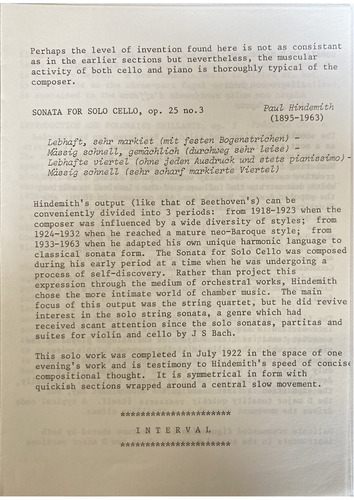 Perhaps the level of invention found here is not as consistant
as in the earlier sections but nevertheless, the muscular
activity of both cello and piano is thoroughly typical of the
composer.
SONATA FOR SOLO CELLO, op. 25 no.3 Paul Hindemith
(1895-1963)
Lebhaft, sehr markiet (mit festen Bogenstrichen) -
Mässig schnell, gemächlich (durchweg sehr leise) -
Lebhafte viertel (ohne jeden Ausdruck und stets pianissimo) -
Mässig schnell (sehr scharf markierte Viertel)
Hindemith's output (like that of Beethoven's) can be
conveniently divided into 3 periods: from 1918-1923 when the
composer was influenced by a wide diversity of styles; from
1924-1932 when he reached a mature neo-Baroque style; from
1933-1963 when he adapted his own unique harmonic language to
classical sonata form. The Sonata for Solo Cello was composed
during his early period at a time when he was undergoing a
process of self-discovery. Rather than project this
expression through the medium of orchestral works, Hindemith
chose the more intimate world of chamber music. The main
focus of this output was the string quartet, but he did revive
interest in the solo string sonata, a genre which had
received scant attention since the solo sonatas, partitas and
suites for violin and cello by J S Bach.
This solo work was completed in July 1922 in the space of one
evening's work and is testimony to Hindemith's speed of concise
compositional thought. It is symmetrical in form with
quickish sections wrapped around a central slow movement.
*********************
I N T E R V A L
*********************